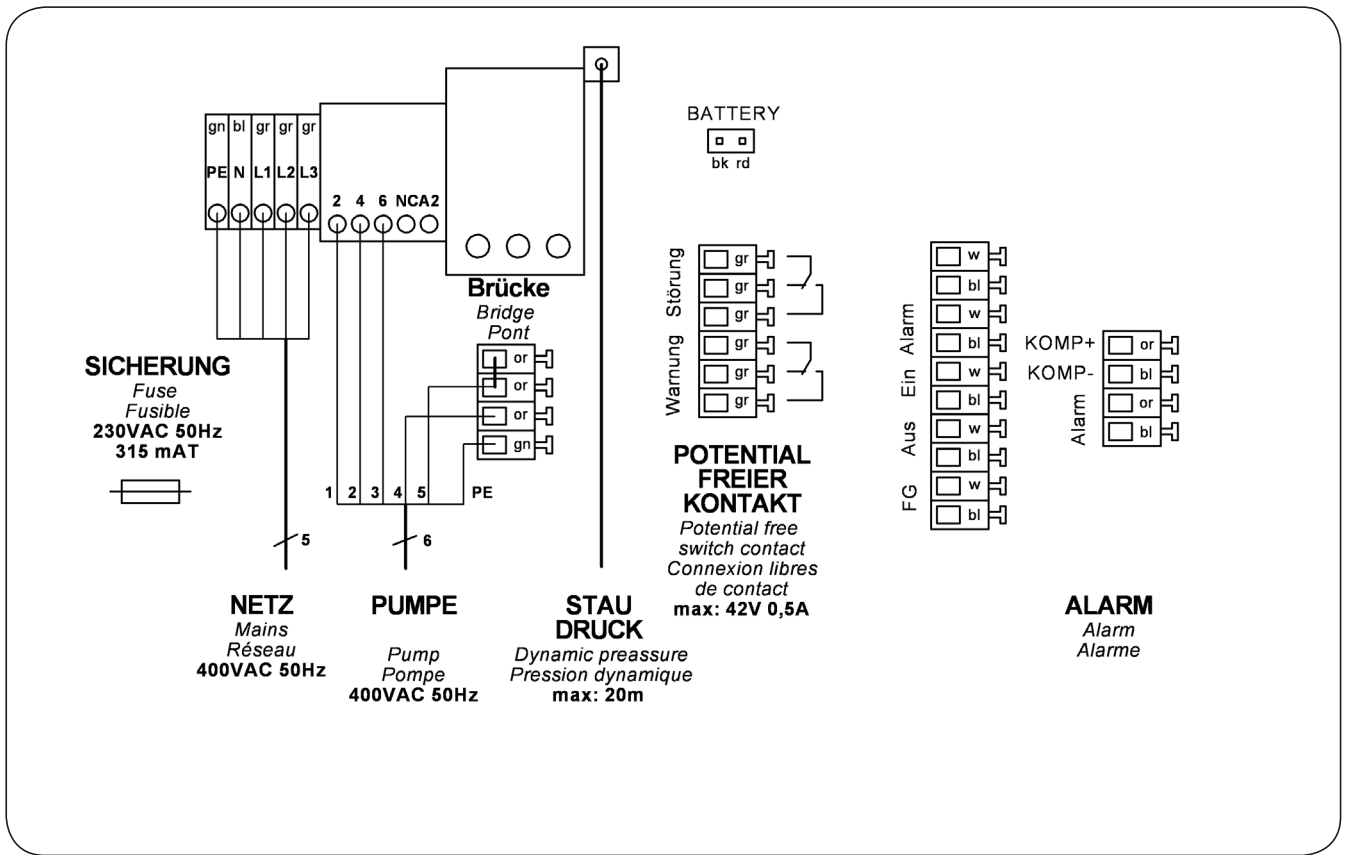 gn bl gr gr gr
PE N L1 L2 L3
2 4 6 NC A2
BATTERY
bk rd
Brücke
Bridge
Pont
or
or
or
gn
SICHERUNG
Fuse
Fusible
230VAC 50Hz
315 mAT
1 2 3 4 5 PE
5
6
NETZ
Mains
Réseau
400VAC 50Hz
PUMPE
Pump
Pompe
400VAC 50Hz
STAU
DRUCK
Dynamic preassure
Pression dynamique
max: 20m
Störung
gr
gr
gr
Warnung
gr
gr
gr
POTENTIAL
FREIER
KONTAKT
Potential free
switch contact
Connexion libres
de contact
max: 42V 0,5A
w
bl
Alarm
w
bl
Ein
w
bl
Aus
w
bl
FG
w
bl
KOMP+ or
KOMP- bl
Alarm
or
bl
ALARM
Alarm
Alarme